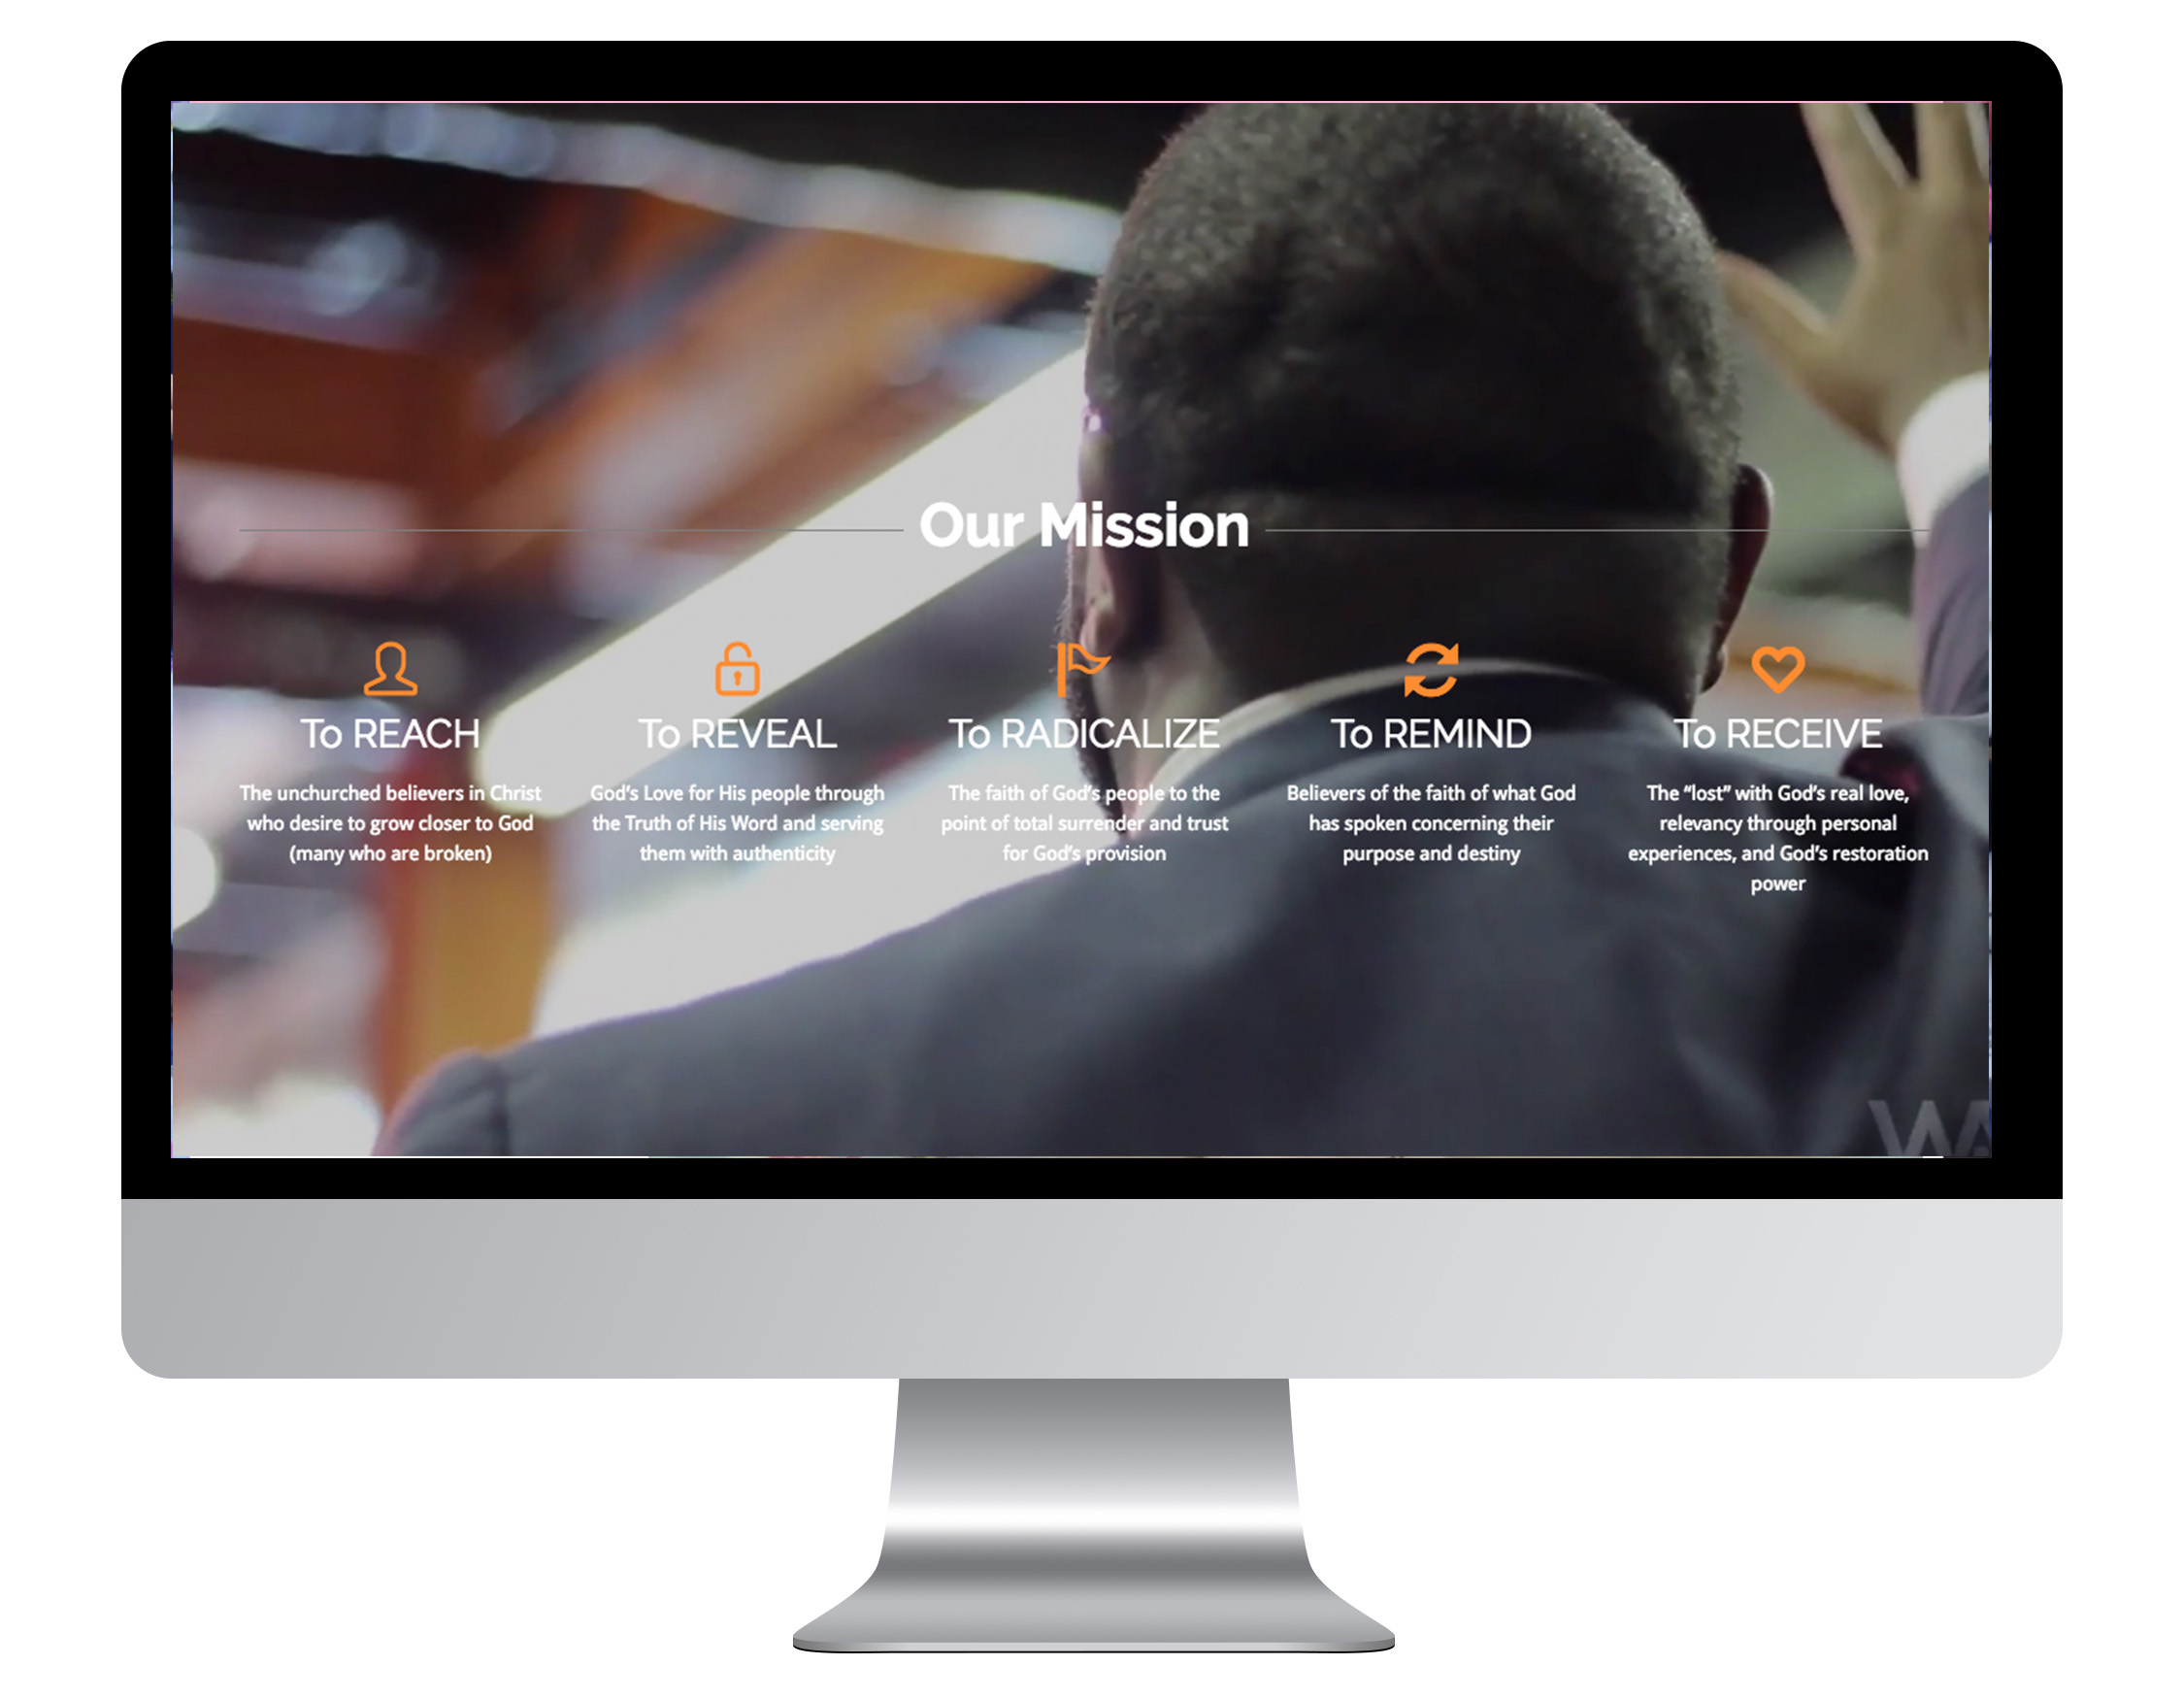 Our Mission
To REACH
The unchurched believers in Christ
who desire to grow closer to God
(many who are broken)
To REVEAL
God's Love for His people through
the Truth of His Word and serving
them with authenticity
To RADICALIZE
The faith of God's people to the
point of total surrender and trust
for God's provision
To REMIND
Believers of the faith of what God
has spoken concerning their
purpose and destiny
To RECEIVE
The “lost” with God's real love,
relevancy through personal
experiences, and God's restoration
power